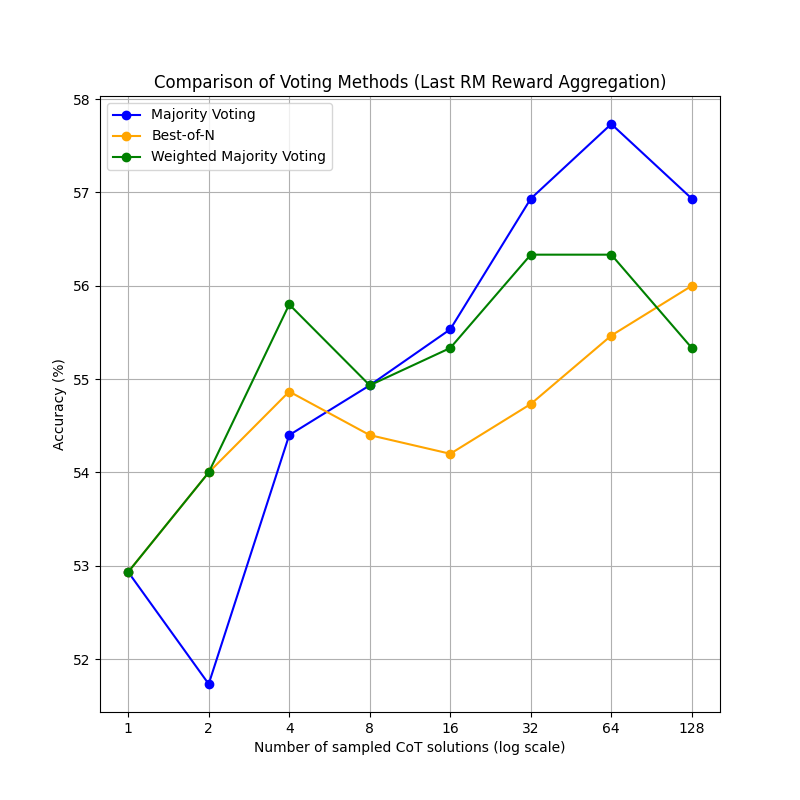 Comparison of Voting Methods (Last RM Reward Aggregation)
Majority Voting
Best-of-N
Weighted Majority Voting
58
57
56
55
54
53
52
Accuracy (%)
1 2 4 8 16 32 64 128
Number of sampled CoT solutions (log scale)